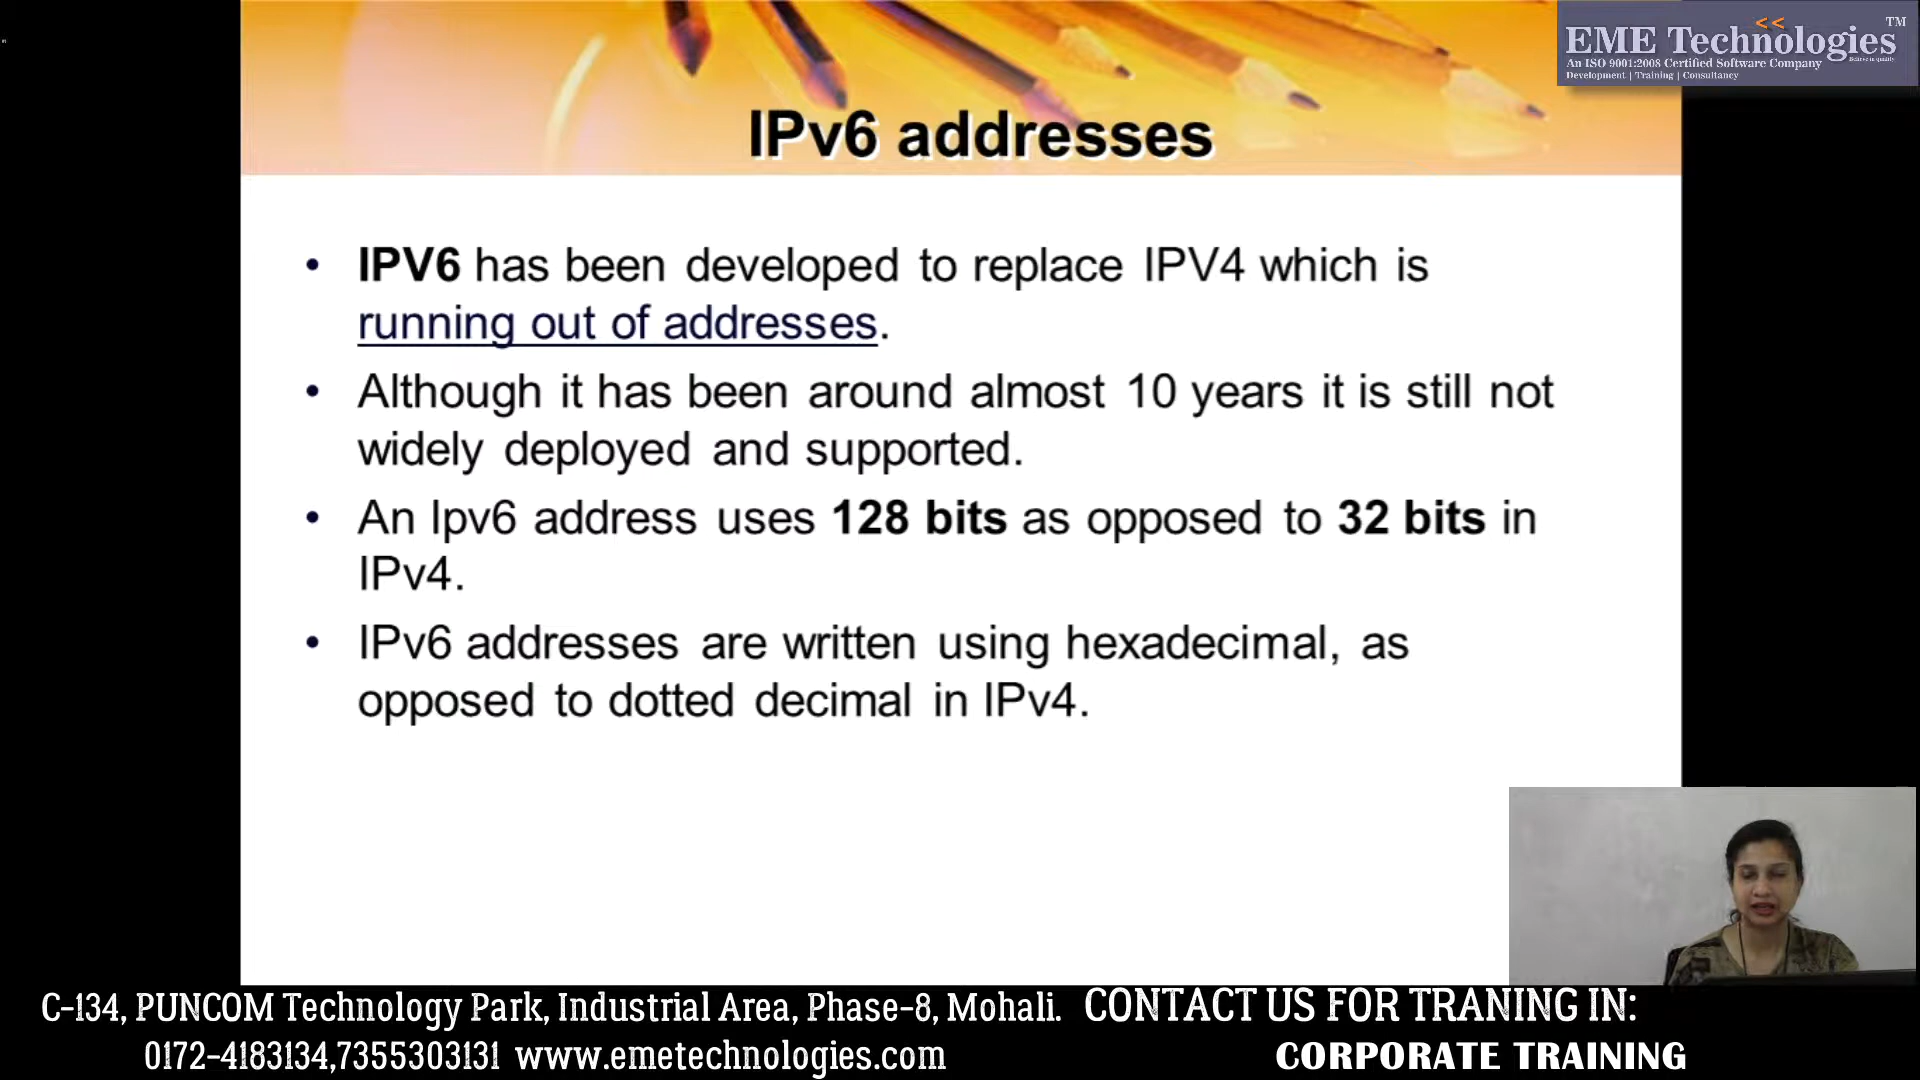 EME Technologies
TM
<<
Believe in quality
An ISO 9001:2008 Certified Software Company
Development | Training | Consultancy
IPv6 addresses
• IPV6 has been developed to replace IPV4 which is
running out of addresses.
• Although it has been around almost 10 years it is still not
widely deployed and supported.
• An Ipv6 address uses 128 bits as opposed to 32 bits in
IPv4.
• IPv6 addresses are written using hexadecimal, as
opposed to dotted decimal in IPv4.
C-134, PUNCOM Technology Park, Industrial Area, Phase-8, Mohali. CONTACT US FOR TRANING IN:
0172-4183134,7355303131 www.emetechnologies.com CORPORATE TRAINING